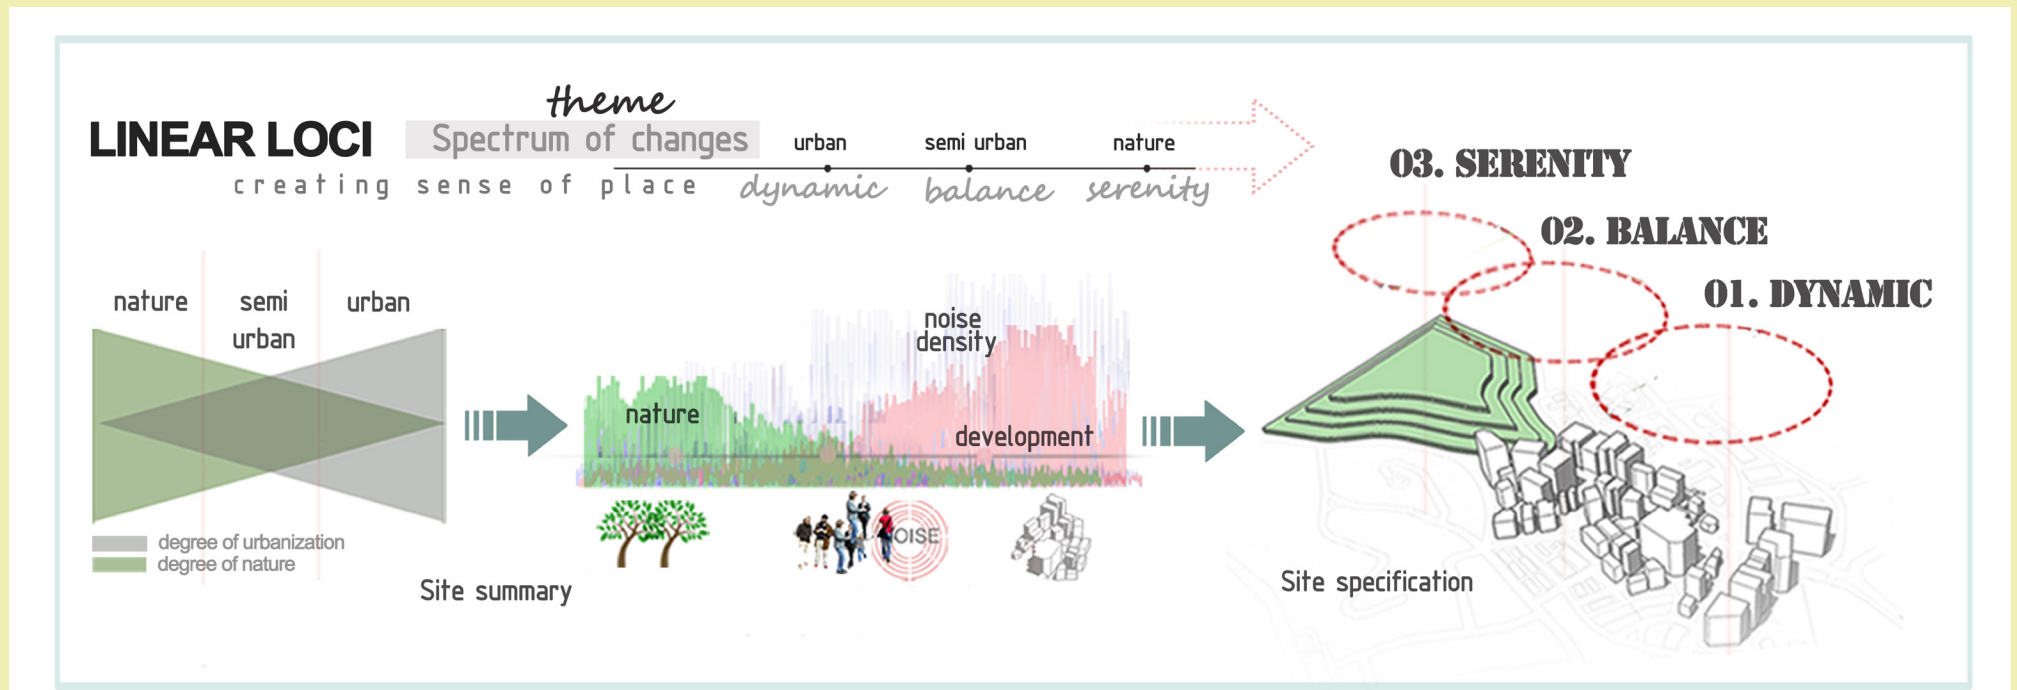 theme
LINEAR LOCI
Spectrum of changes
creating sense of place
urban
semi urban
nature
dynamic
balance
serenity
03. SERENITY
02. BALANCE
01. DYNAMIC
nature
semi
urban
urban
degree of urbanization
degree of nature
noise
density
nature
development
OISE
Site summary
Site specification